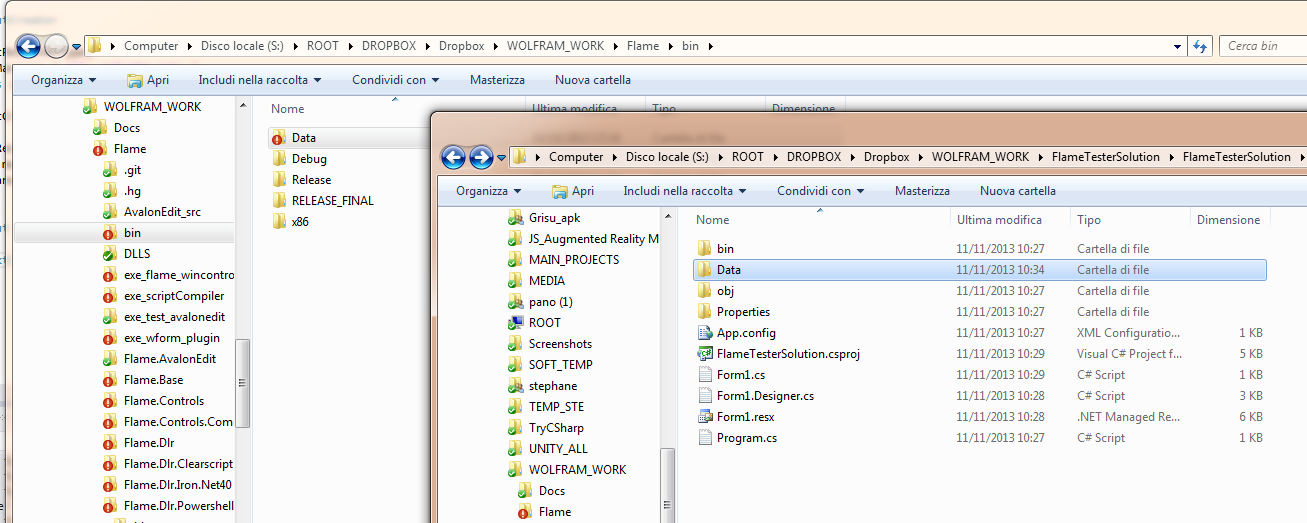 Computer Disco locale (S:) ROOT DROPBOX Dropbox WOLFRAM_WORK Flame bin
Cerca bin
Organizza Apri Includi nella raccolta Condividi con Masterizza Nuova cartella
WOLFRAM_WORK
Docs
Flame
.git
.hg
AvalonEdit_src
bin
DLLS
exe_flame_wincontro
exe_scriptCompiler
exe_test_avalonedit
exe_wform_plugin
Flame.AvalonEdit
Flame.Base
Flame.Controls
Flame.Controls.Com
Flame.Dlr
Flame.Dlr.Clearscript
Flame.Dlr.Iron.Net40
Flame.Dlr.Powershell
Nome Ultima modifica Tipo Dimensione
Data
Debug
Release
RELEASE_FINAL
x86
Computer Disco locale (S:) ROOT DROPBOX Dropbox WOLFRAM_WORK FlameTesterSolution FlameTesterSolution
Organizza Apri Includi nella raccolta Condividi con Masterizza Nuova cartella
Grisu_apk
JS_Augmented Reality M
MAIN_PROJECTS
MEDIA
pano (1)
ROOT
Screenshots
SOFT_TEMP
stephane
TEMP_STE
TryCSharp
UNITY_ALL
WOLFRAM_WORK
Docs
Flame
Nome Ultima modifica Tipo Dimensione
bin 11/11/2013 10:27 Cartella di file
Data 11/11/2013 10:34 Cartella di file
obj 11/11/2013 10:27 Cartella di file
Properties 11/11/2013 10:27 Cartella di file
App.config 11/11/2013 10:27 XML Configuratio... 1 KB
FlameTesterSolution.csproj 11/11/2013 10:29 Visual C# Project f... 5 KB
Form1.cs 11/11/2013 10:29 C# Script 1 KB
Form1.Designer.cs 11/11/2013 10:28 C# Script 3 KB
Form1.resx 11/11/2013 10:28 .NET Managed Re... 6 KB
Program.cs 11/11/2013 10:27 C# Script 1 KB